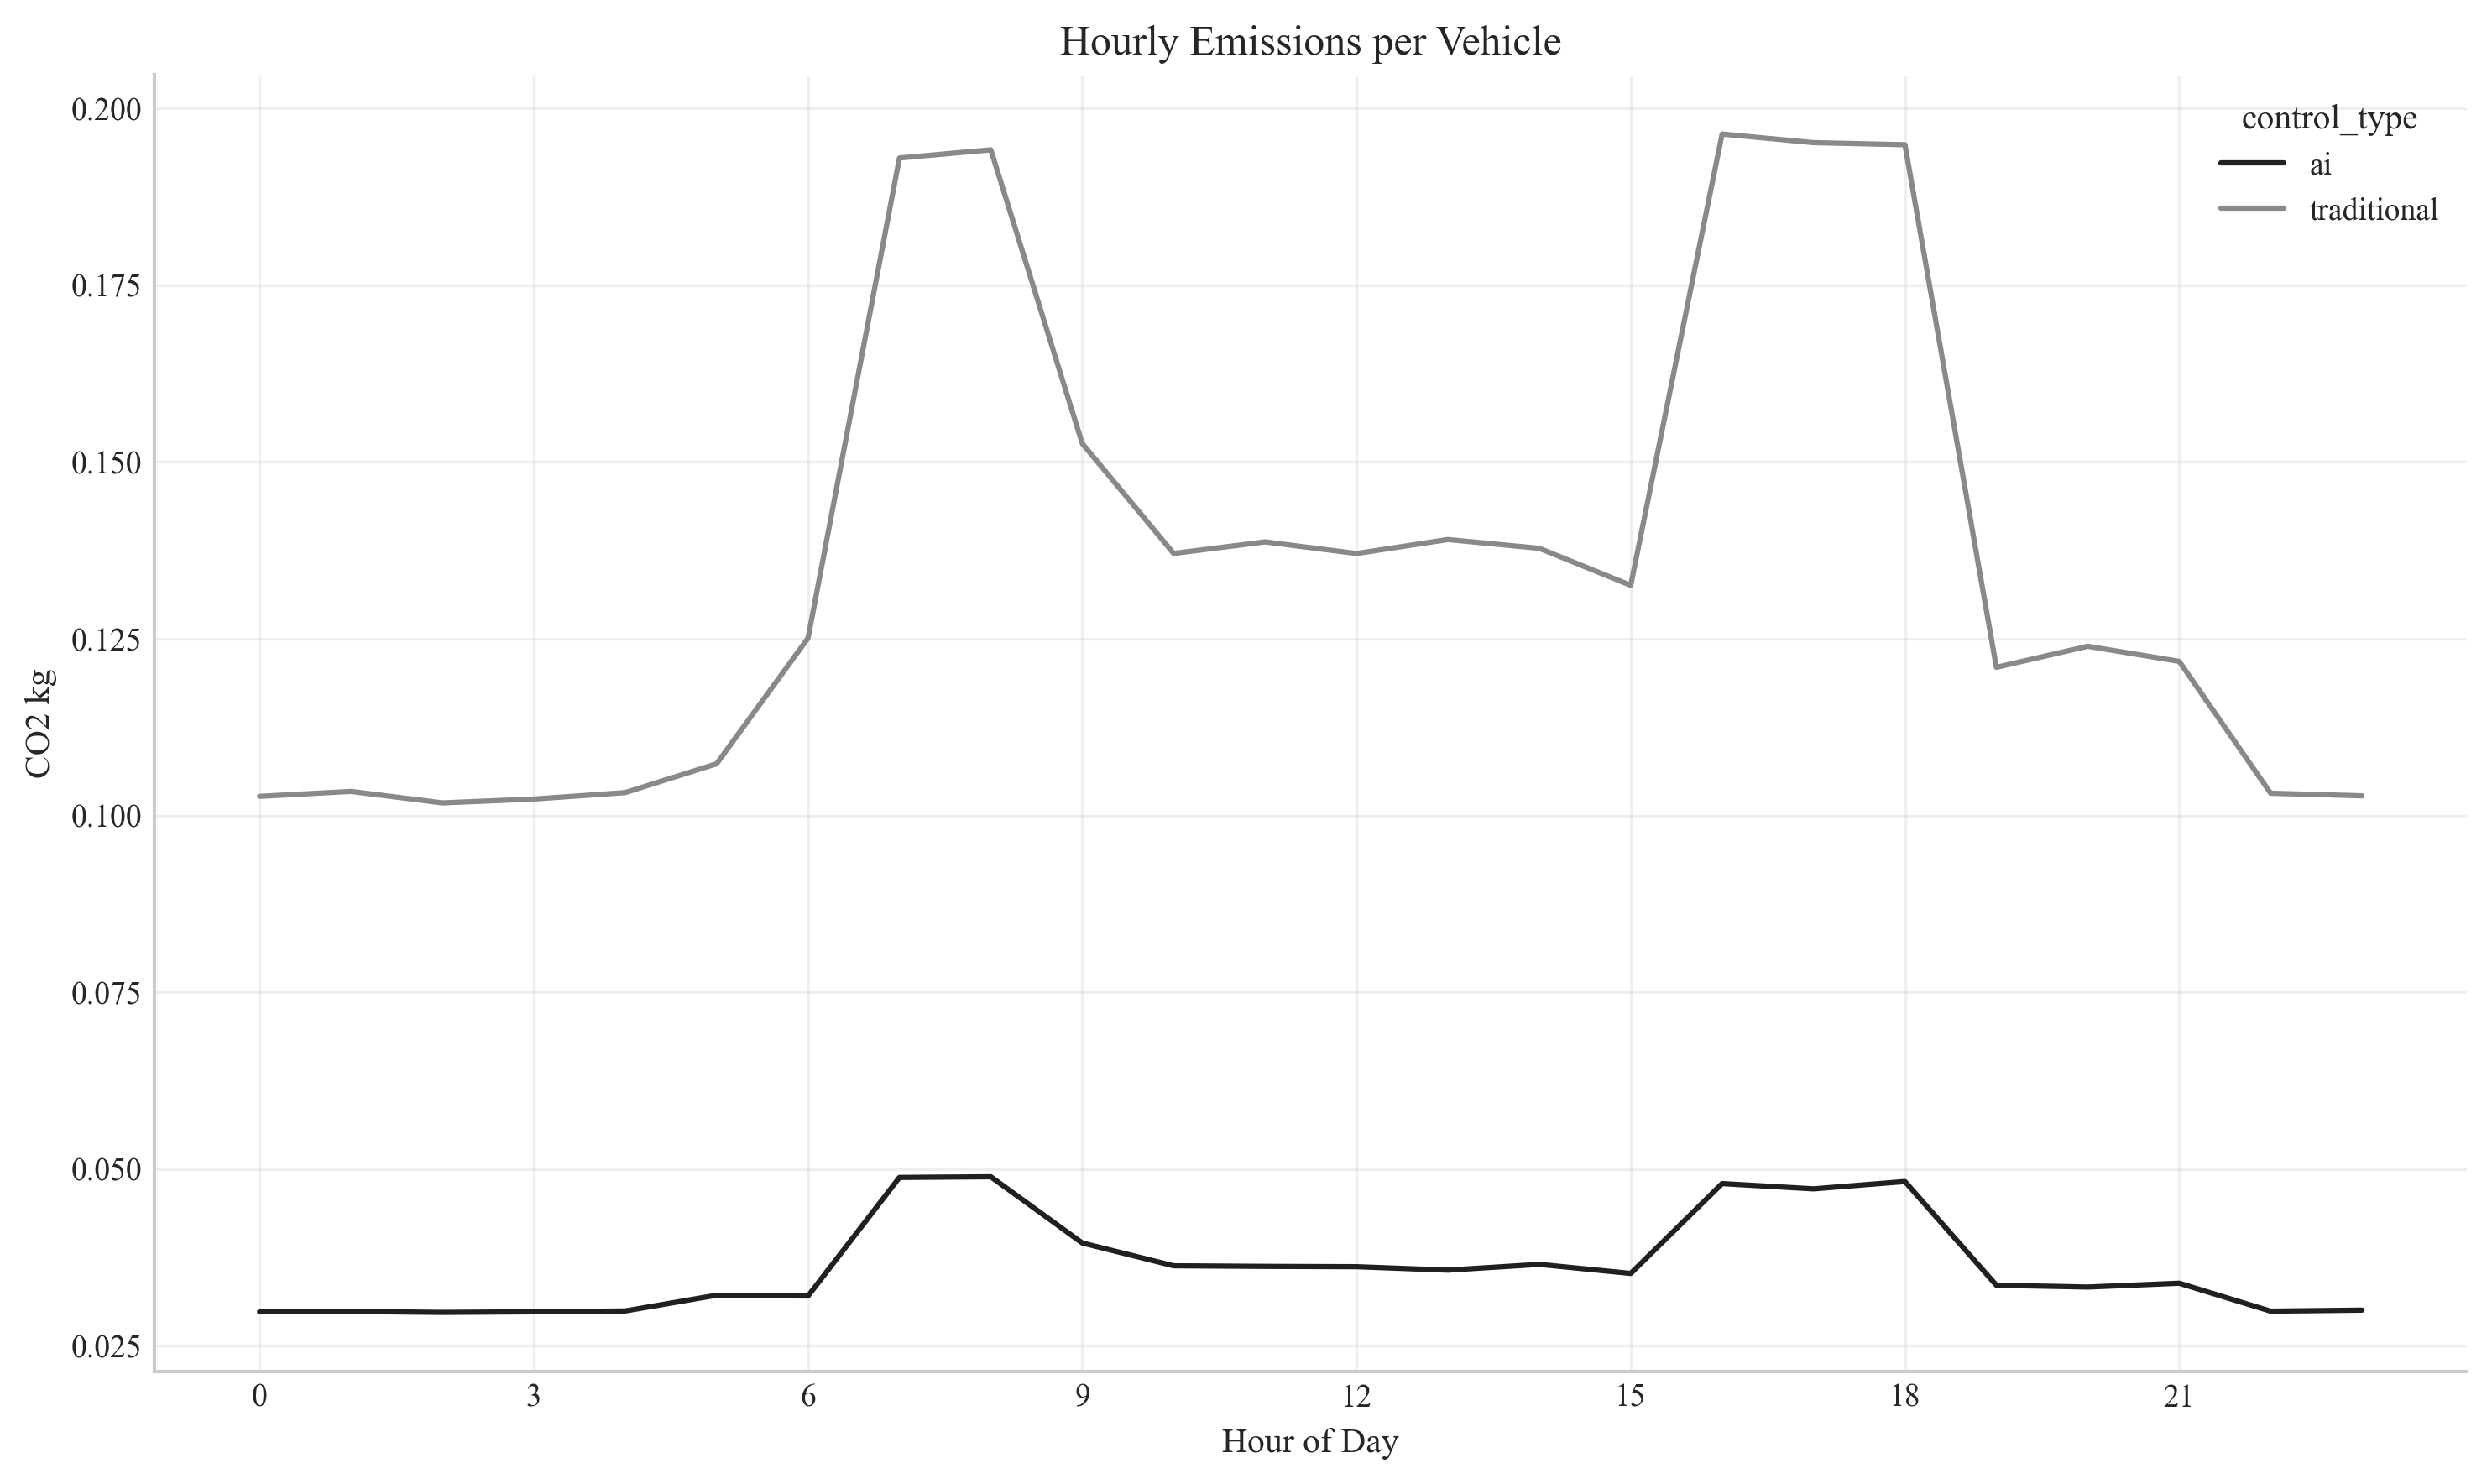 Hourly Emissions per Vehicle
control_type
ai
traditional
CO2 kg
0.200
0.175
0.150
0.125
0.100
0.075
0.050
0.025
0 3 6 9 12 15 18 21
Hour of Day